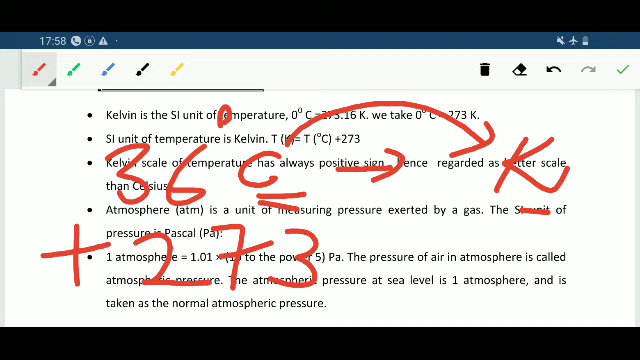 17:58
• Kelvin is the SI unit of temperature, 0⁰ C =273.16 K. we take 0⁰ C = 273 K.
• SI unit of temperature is Kelvin. T (K)= T (⁰C) +273
• Kelvin scale of temperature has always positive sign, hence regarded as better scale
than Celsius.
36 °C → K
• Atmosphere (atm) is a unit of measuring pressure exerted by a gas. The SI unit of
pressure is Pascal (Pa):
+ 273
• 1 atmosphere = 1.01 × (10 to the power 5) Pa. The pressure of air in atmosphere is called
atmospheric pressure. The atmospheric pressure at sea level is 1 atmosphere, and is
taken as the normal atmospheric pressure.